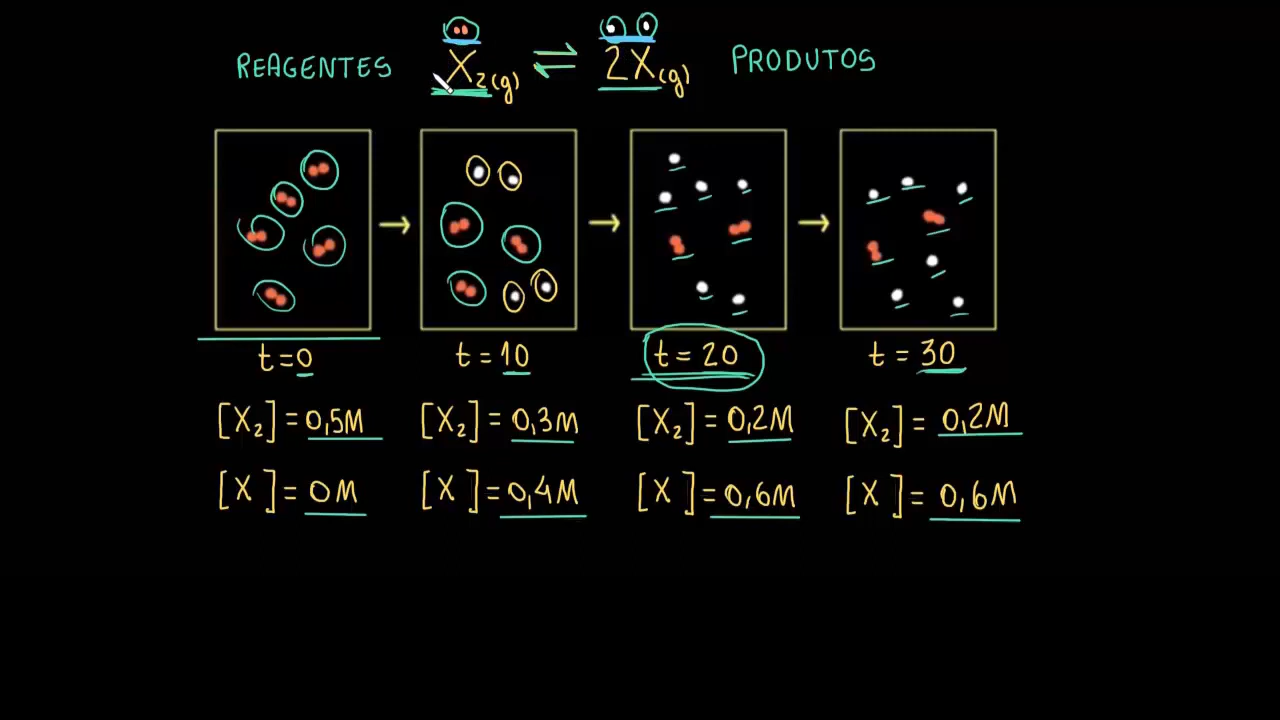 REAGENTES X₂(g) ⇌ 2X(g) PRODUTOS
t=0 t=10 t=20 t=30
[X₂]=0,5M [X₂]=0,3M [X₂]=0,2M [X₂]=0,2M
[X]=0M [X]=0,4M [X]=0,6M [X]=0,6M